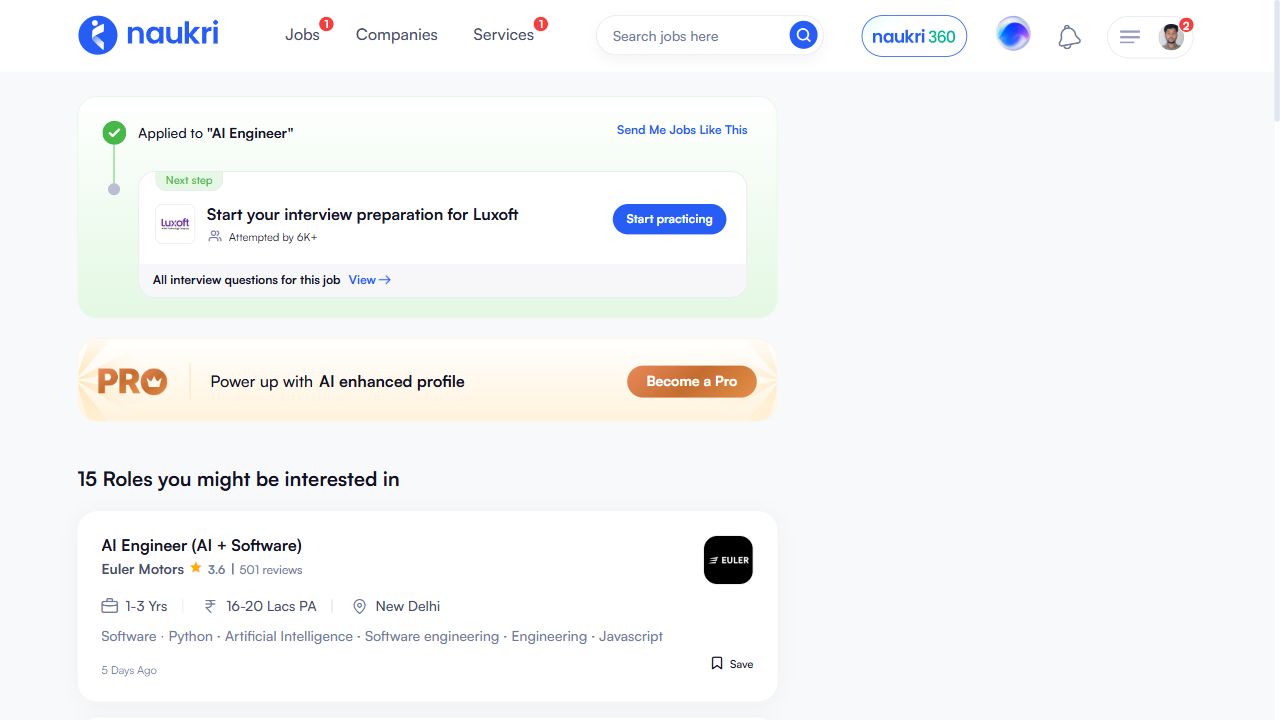 naukri
Jobs 1
Companies
Services 1
Search jobs here
naukri 360
2
Applied to "AI Engineer"
Send Me Jobs Like This
Next step
Luxoft
Start your interview preparation for Luxoft
Attempted by 6K+
Start practicing
All interview questions for this job View
PRO
Power up with AI enhanced profile
Become a Pro
15 Roles you might be interested in
AI Engineer (AI + Software)
Euler Motors 3.6 | 501 reviews
EULER
1-3 Yrs
₹ 16-20 Lacs PA
New Delhi
Software · Python · Artificial Intelligence · Software engineering · Engineering · Javascript
5 Days Ago
Save